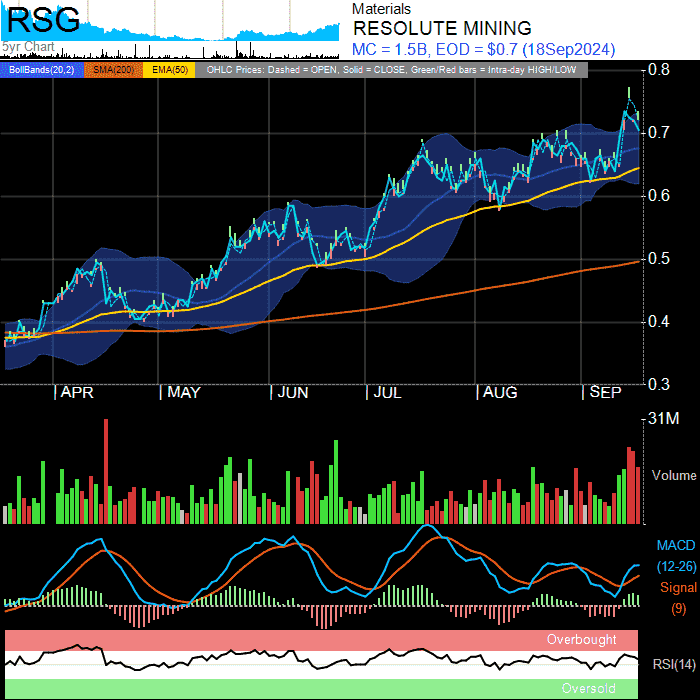 RSG
5yr Chart
Materials
RESOLUTE MINING
MC = 1.5B, EOD = $0.7 (18Sep2024)
BollBands(20,2) SMA(200) EMA(50) OHLC Prices: Dashed = OPEN, Solid = CLOSE, Green/Red bars = Intra-day HIGH/LOW
0.8
0.7
0.6
0.5
0.4
0.3
APR MAY JUN JUL AUG SEP
31M
Volume
MACD
(12-26)
Signal
(9)
Overbought
RSI(14)
Oversold